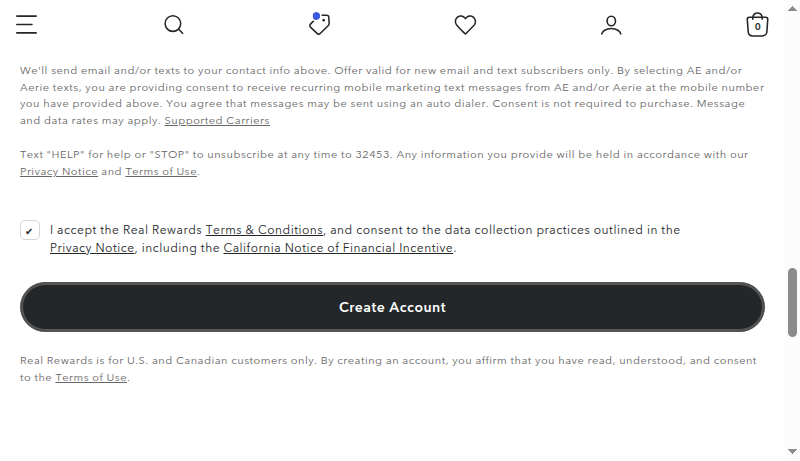 0
We'll send email and/or texts to your contact info above. Offer valid for new email and text subscribers only. By selecting AE and/or
Aerie texts, you are providing consent to receive recurring mobile marketing text messages from AE and/or Aerie at the mobile number
you have provided above. You agree that messages may be sent using an auto dialer. Consent is not required to purchase. Message
and data rates may apply. Supported Carriers
Text "HELP" for help or "STOP" to unsubscribe at any time to 32453. Any information you provide will be held in accordance with our
Privacy Notice and Terms of Use.
I accept the Real Rewards Terms & Conditions, and consent to the data collection practices outlined in the
Privacy Notice, including the California Notice of Financial Incentive.
Create Account
Real Rewards is for U.S. and Canadian customers only. By creating an account, you affirm that you have read, understood, and consent
to the Terms of Use.